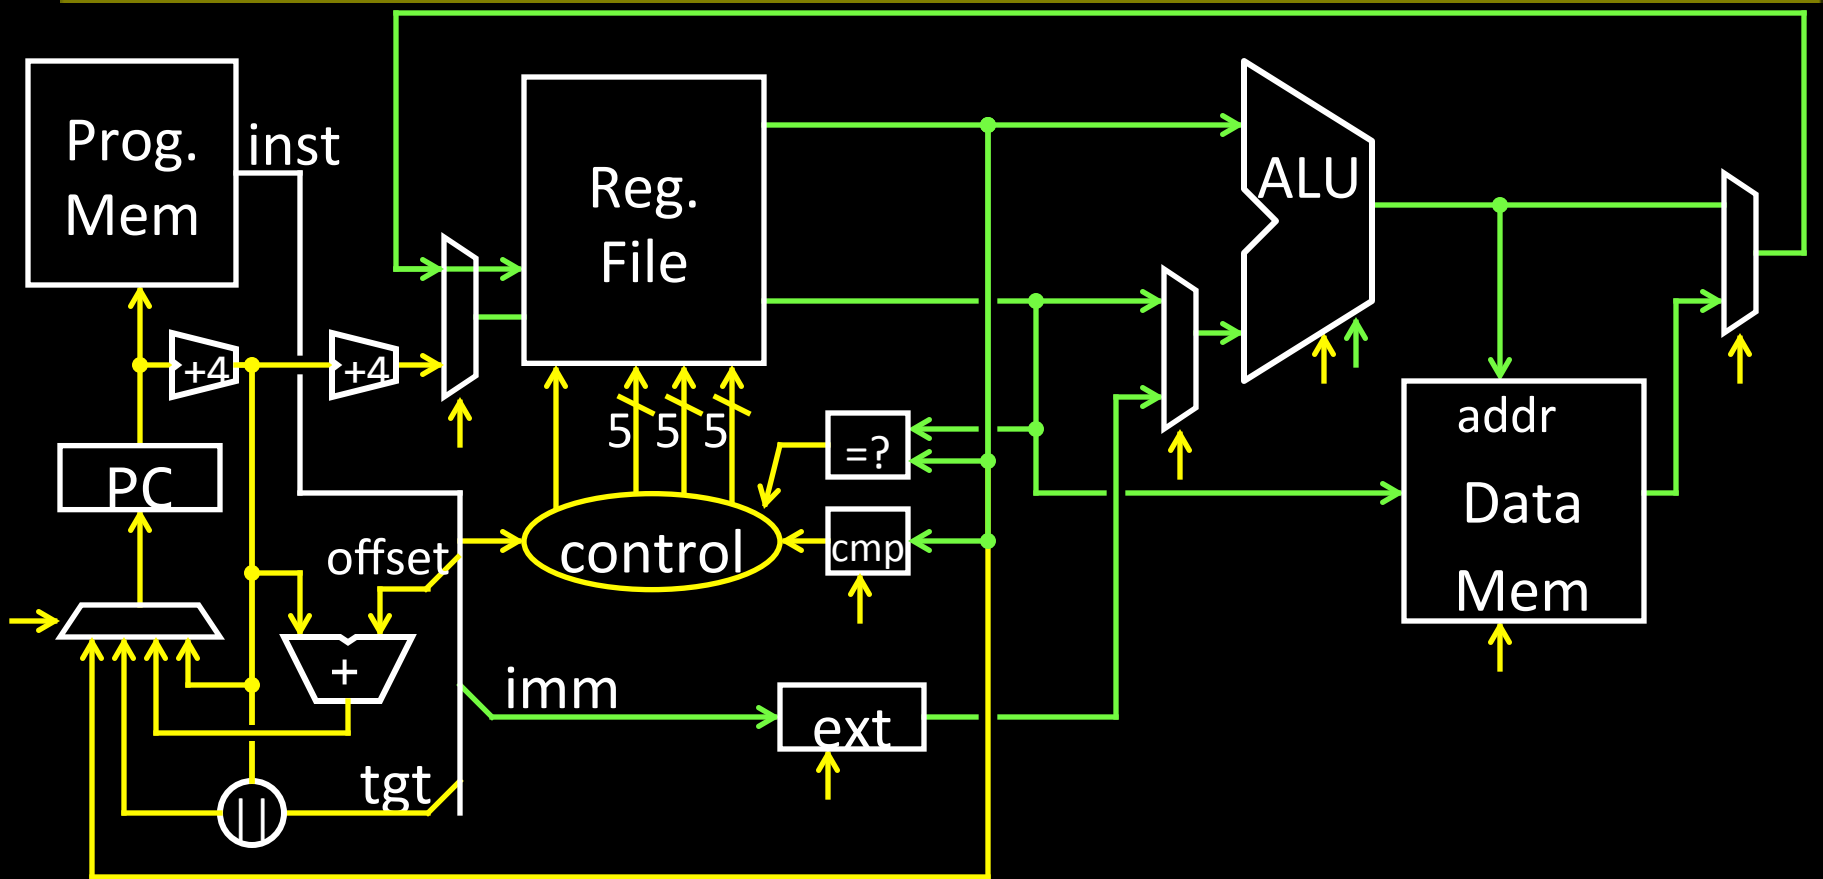 Prog.
Mem
inst
Reg.
File
ALU
+4
+4
5 5 5
=?
addr
PC
Data
control
cmp
offset
Mem
+
imm
ext
tgt
||